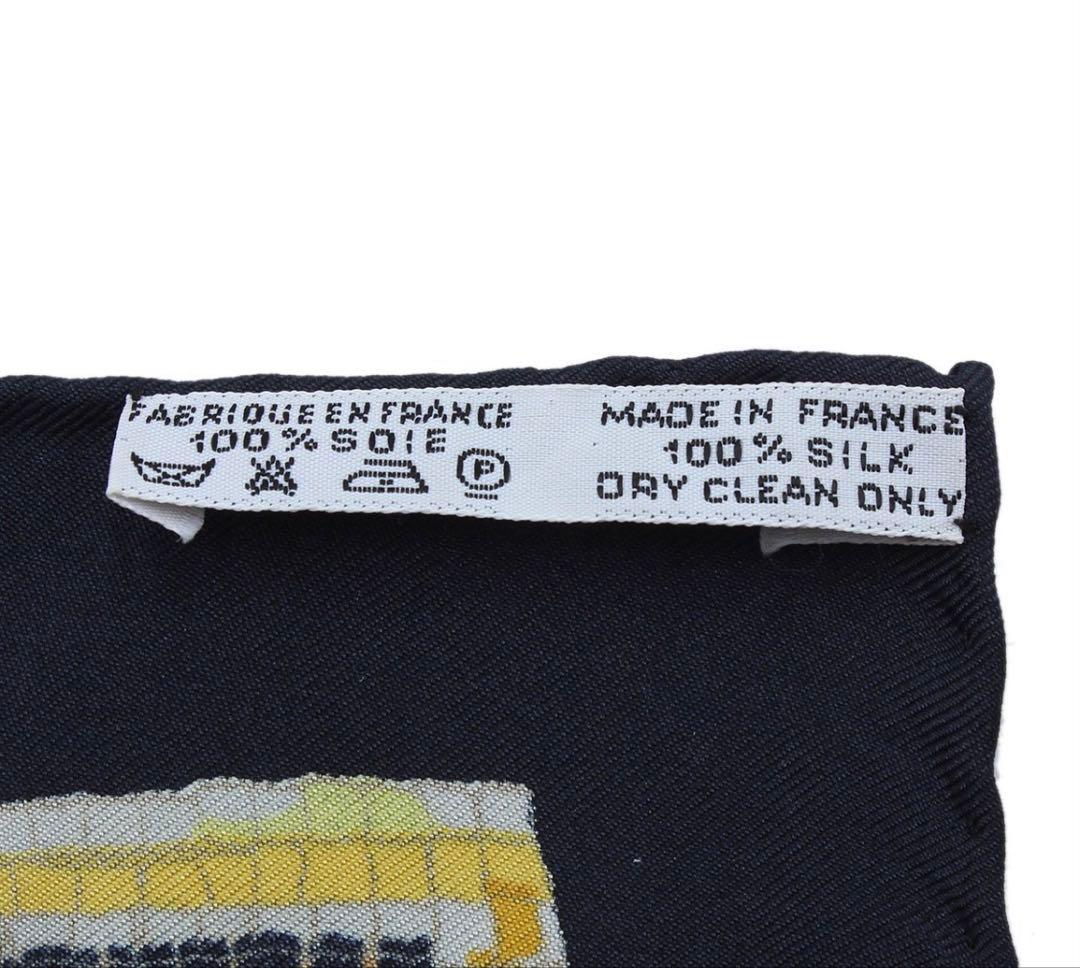 FABRIQUE EN FRANCE
100% SOIE
P
MADE IN FRANCE
100% SILK
DRY CLEAN ONLY